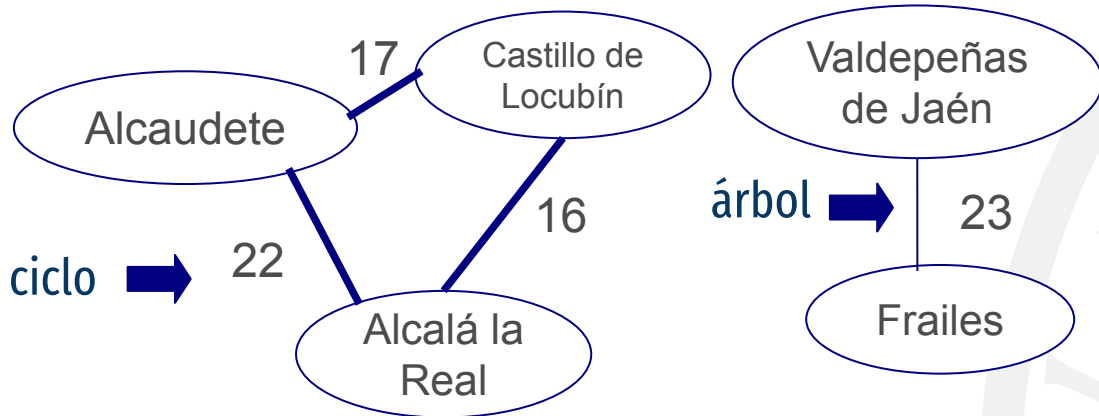 17
Castillo de
Locubín
Alcaudete
16
22
ciclo
Alcalá la
Real
Valdepeñas
de Jaén
árbol
23
Frailes